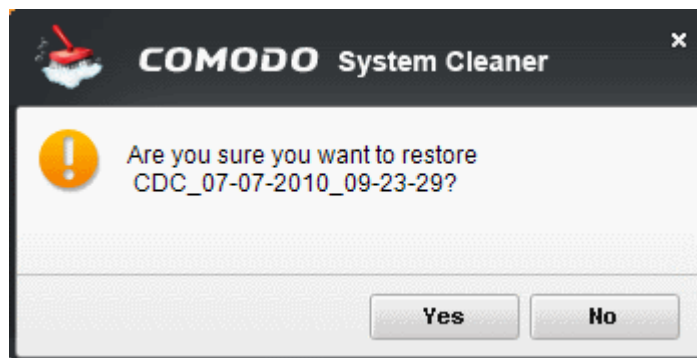 COMODO System Cleaner
Are you sure you want to restore
CDC_07-07-2010_09-23-29?
Yes No